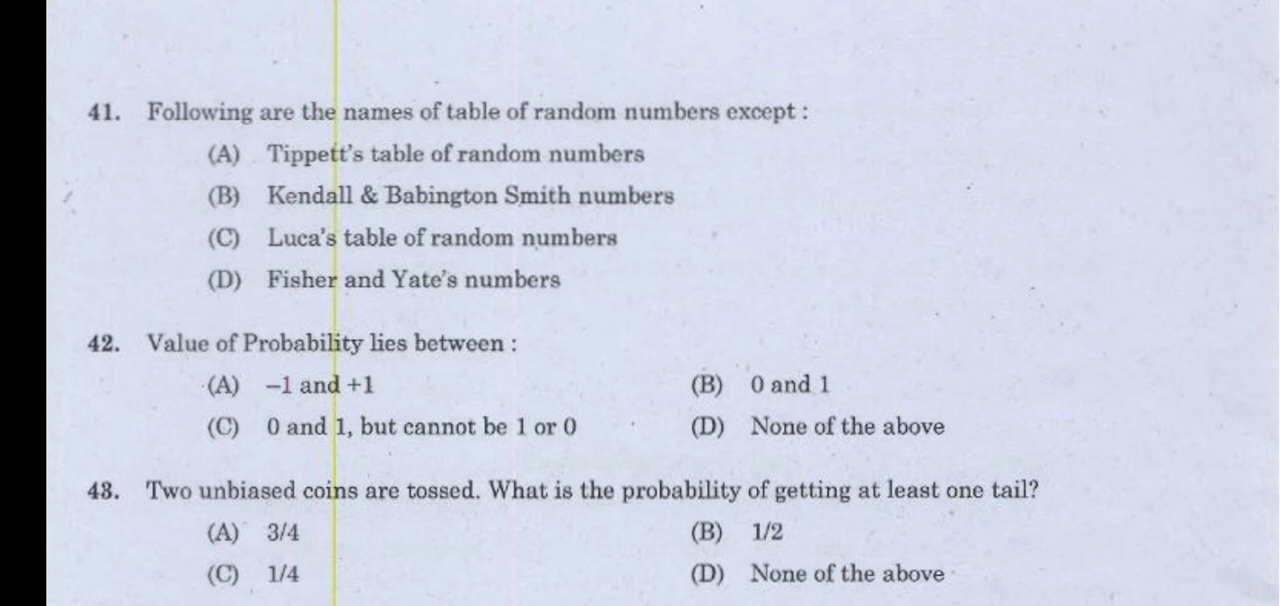 41. Following are the names of table of random numbers except :
(A) Tippett's table of random numbers
(B) Kendall & Babington Smith numbers
(C) Luca's table of random numbers
(D) Fisher and Yate's numbers
42. Value of Probability lies between :
(A) –1 and +1 (B) 0 and 1
(C) 0 and 1, but cannot be 1 or 0 (D) None of the above
43. Two unbiased coins are tossed. What is the probability of getting at least one tail?
(A) 3/4 (B) 1/2
(C) 1/4 (D) None of the above